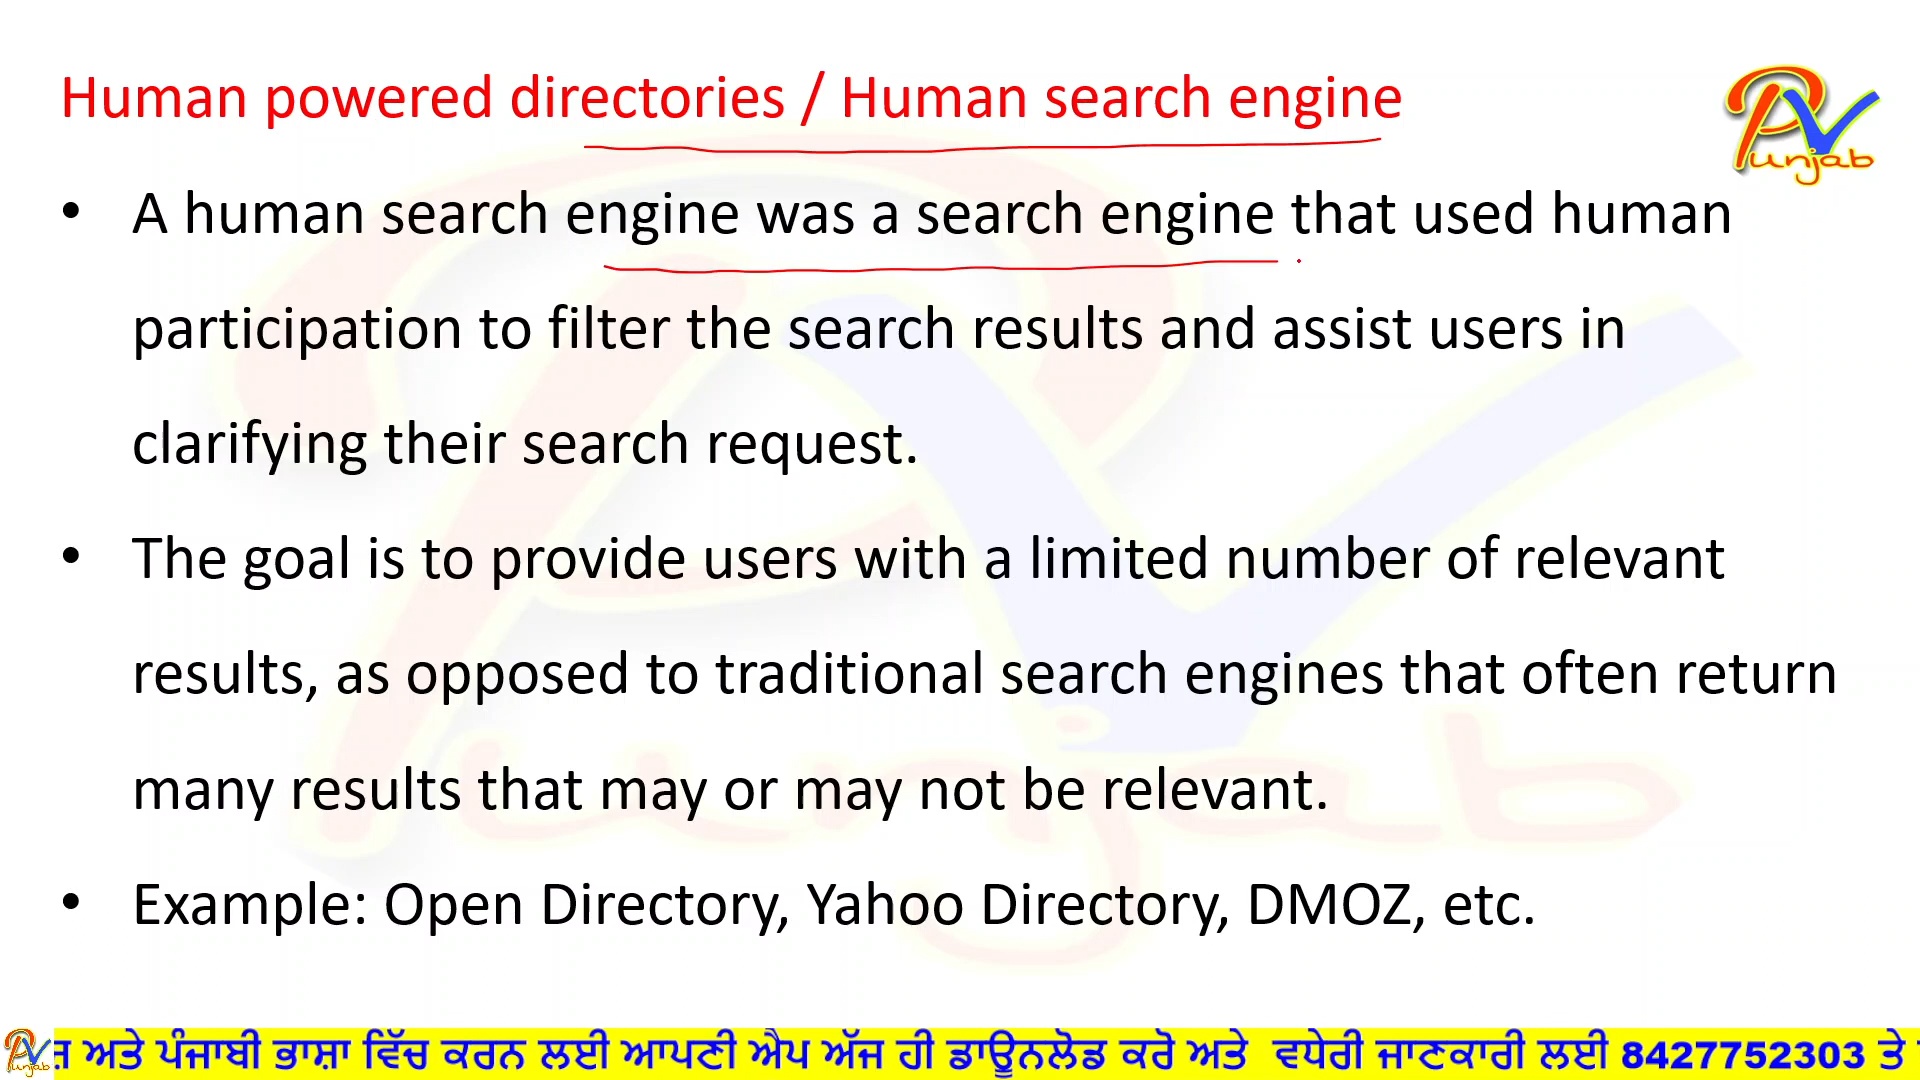 Human powered directories / Human search engine
PV
unjab
• A human search engine was a search engine that used human
participation to filter the search results and assist users in
clarifying their search request.
• The goal is to provide users with a limited number of relevant
results, as opposed to traditional search engines that often return
many results that may or may not be relevant.
• Example: Open Directory, Yahoo Directory, DMOZ, etc.
ਅਤੇ ਪੰਜਾਬੀ ਭਾਸ਼ਾ ਵਿੱਚ ਕਰਨ ਲਈ ਆਪਣੀ ਐਪ ਅੱਜ ਹੀ ਡਾਊਨਲੋਡ ਕਰੋ ਅਤੇ ਵਧੇਰੀ ਜਾਣਕਾਰੀ ਲਈ 8427752303 ਤੇ